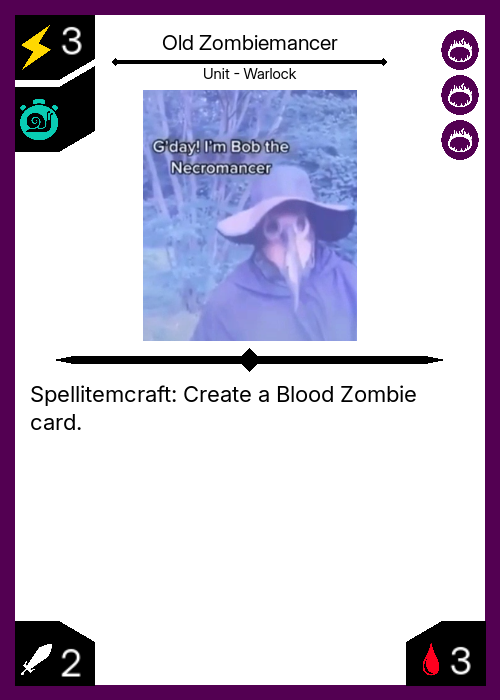 3
Old Zombiemancer
Unit - Warlock
G'day! I'm Bob the
Necromancer
Spellitemcraft: Create a Blood Zombie
card.
2
3